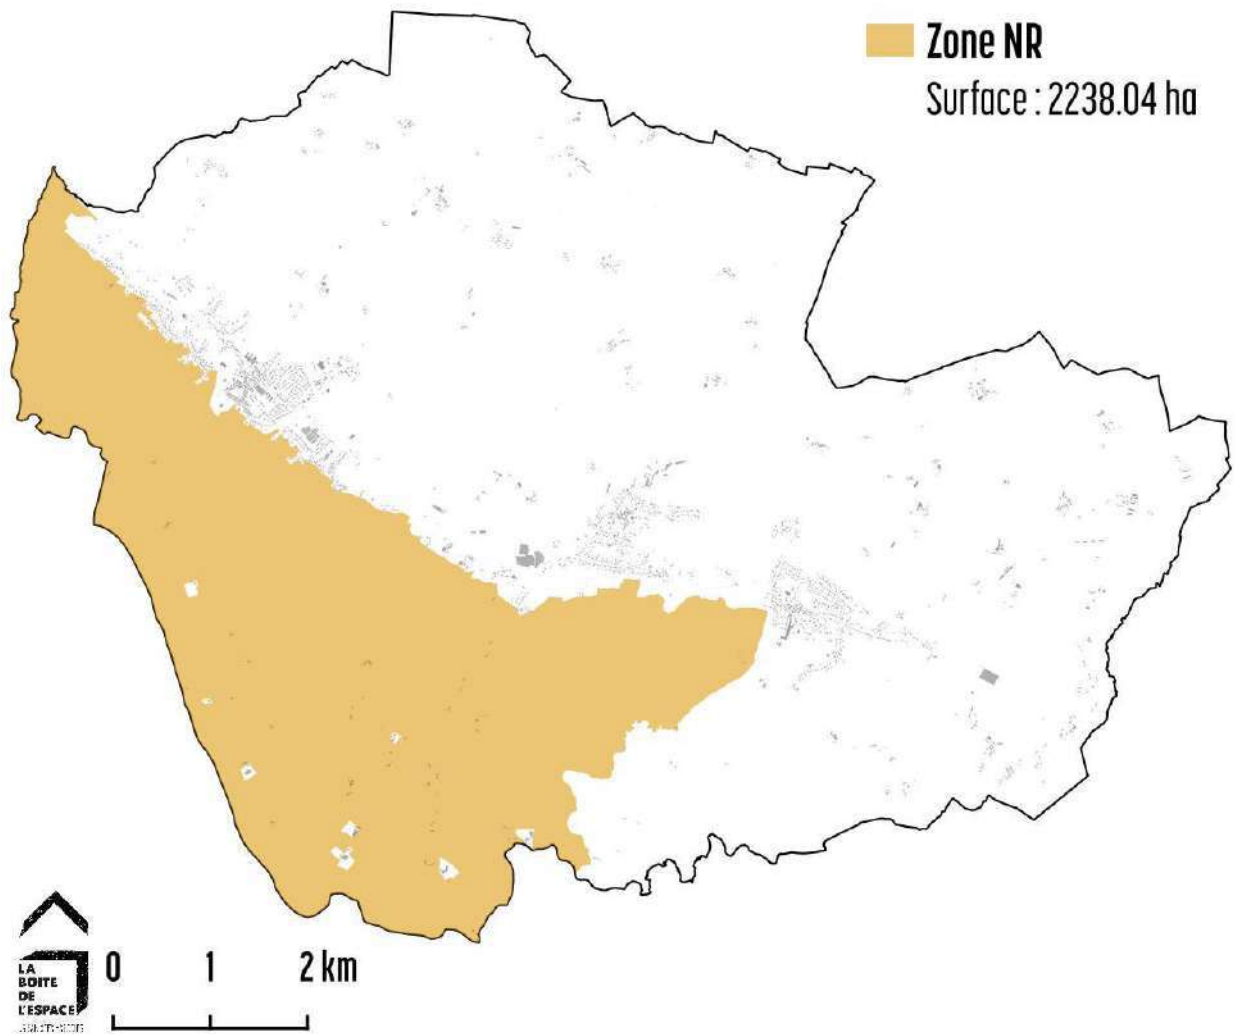 Zone NR
Surface : 2238.04 ha
0 1 2 km
LA
BOITE
DE
L'ESPACE